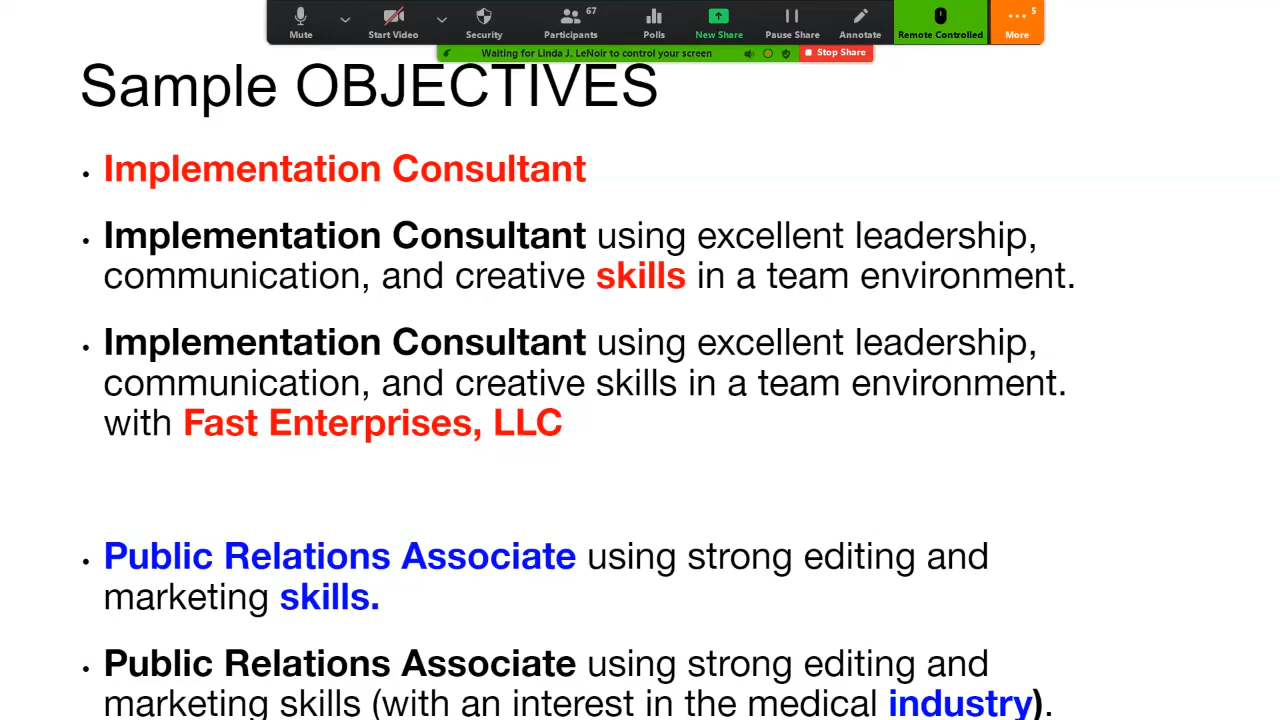 67
5
Mute
Start Video
Security
Participants
Polls
New Share
Pause Share
Annotate
Remote Controlled
More
Waiting for Linda J. LeNoir to control your screen
Stop Share
Sample OBJECTIVES
• Implementation Consultant
• Implementation Consultant using excellent leadership,
communication, and creative skills in a team environment.
• Implementation Consultant using excellent leadership,
communication, and creative skills in a team environment.
with Fast Enterprises, LLC
• Public Relations Associate using strong editing and
marketing skills.
• Public Relations Associate using strong editing and
marketing skills (with an interest in the medical industry).